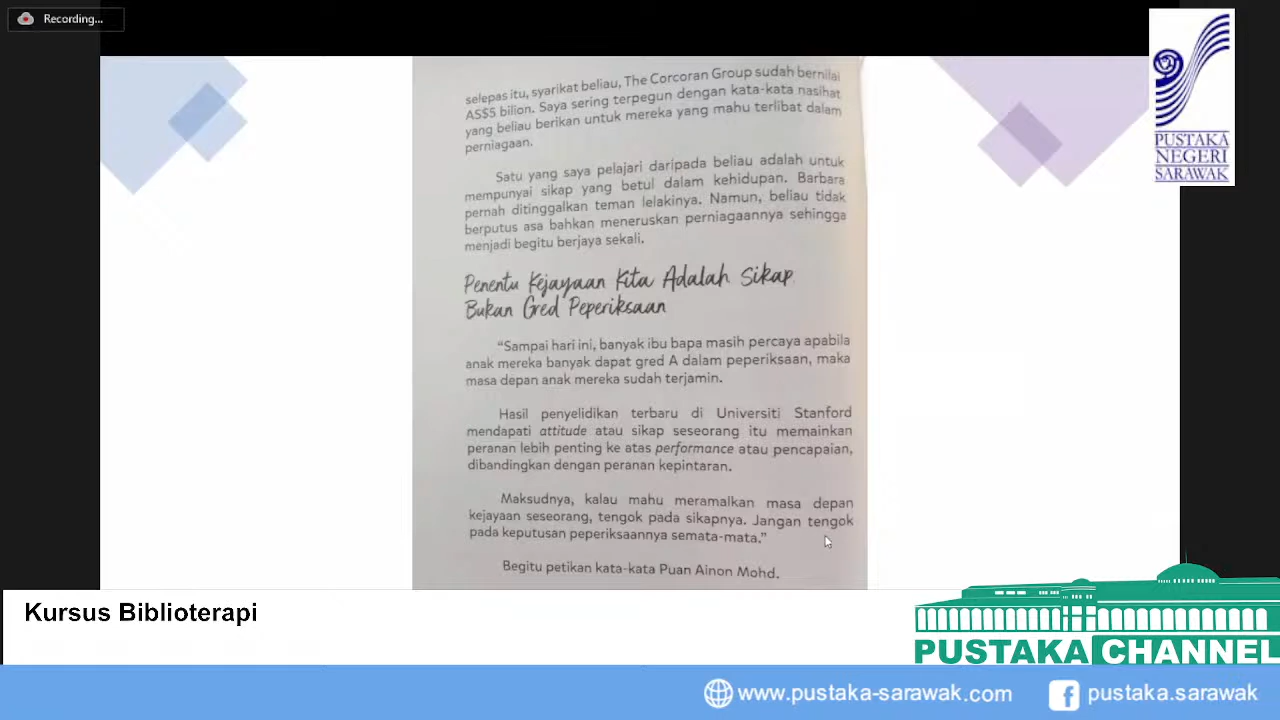 Recording...
PUSTAKA
NEGERI
SARAWAK
selepas itu, syarikat beliau, The Corcoran Group sudah bernilai
AS$5 bilion. Saya sering terpegun dengan kata-kata nasihat
yang beliau berikan untuk mereka yang mahu terlibat dalam
perniagaan.
Satu yang saya pelajari daripada beliau adalah untuk
mempunyai sikap yang betul dalam kehidupan. Barbara
pernah ditinggalkan teman lelakinya. Namun, beliau tidak
berputus asa bahkan meneruskan perniagaannya sehingga
menjadi begitu berjaya sekali.
Penentu Kejayaan Kita Adalah Sikap
Bukan Gred Peperiksaan
“Sampai hari ini, banyak ibu bapa masih percaya apabila
anak mereka banyak dapat gred A dalam peperiksaan, maka
masa depan anak mereka sudah terjamin.
Hasil penyelidikan terbaru di Universiti Stanford
mendapati attitude atau sikap seseorang itu memainkan
peranan lebih penting ke atas performance atau pencapaian,
dibandingkan dengan peranan kepintaran.
Maksudnya, kalau mahu meramalkan masa depan
kejayaan seseorang, tengok pada sikapnya. Jangan tengok
pada keputusan peperiksaannya semata-mata.”
Begitu petikan kata-kata Puan Ainon Mohd.
Kursus Biblioterapi
PUSTAKA CHANNEL
www.pustaka-sarawak.com
pustaka.sarawak